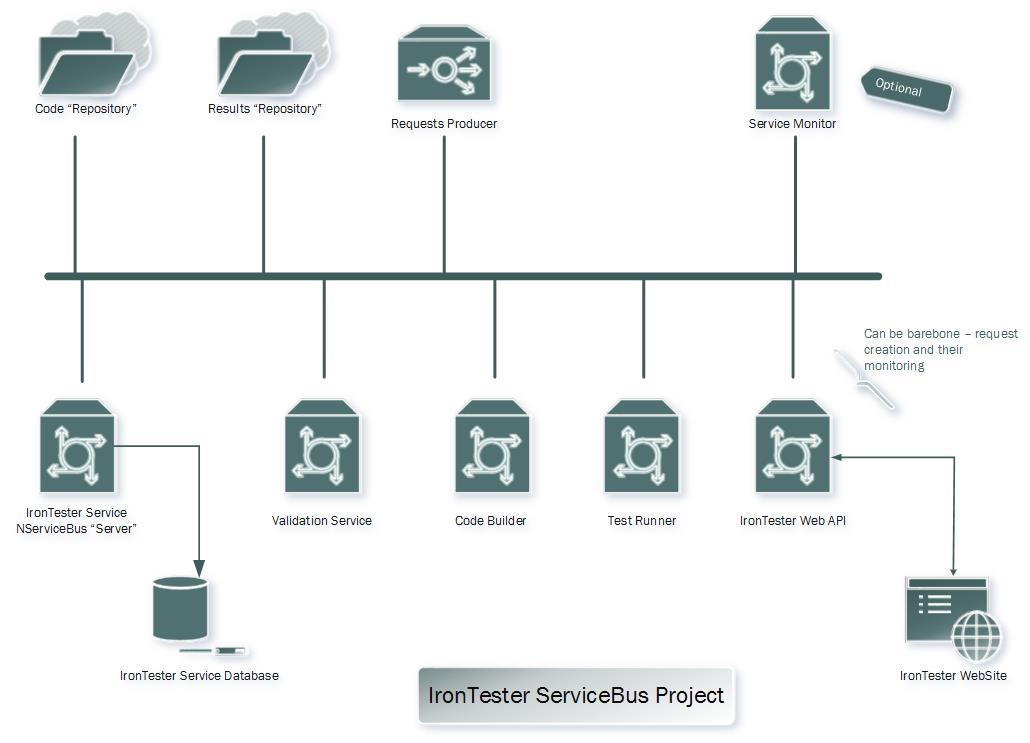 Code “Repository”
Results “Repository”
Requests Producer
Service Monitor
Optional
Can be barebone – request
creation and their
monitoring
IronTester Service
NServiceBus “Server”
Validation Service
Code Builder
Test Runner
IronTester Web API
IronTester Service Database
IronTester WebSite
IronTester ServiceBus Project